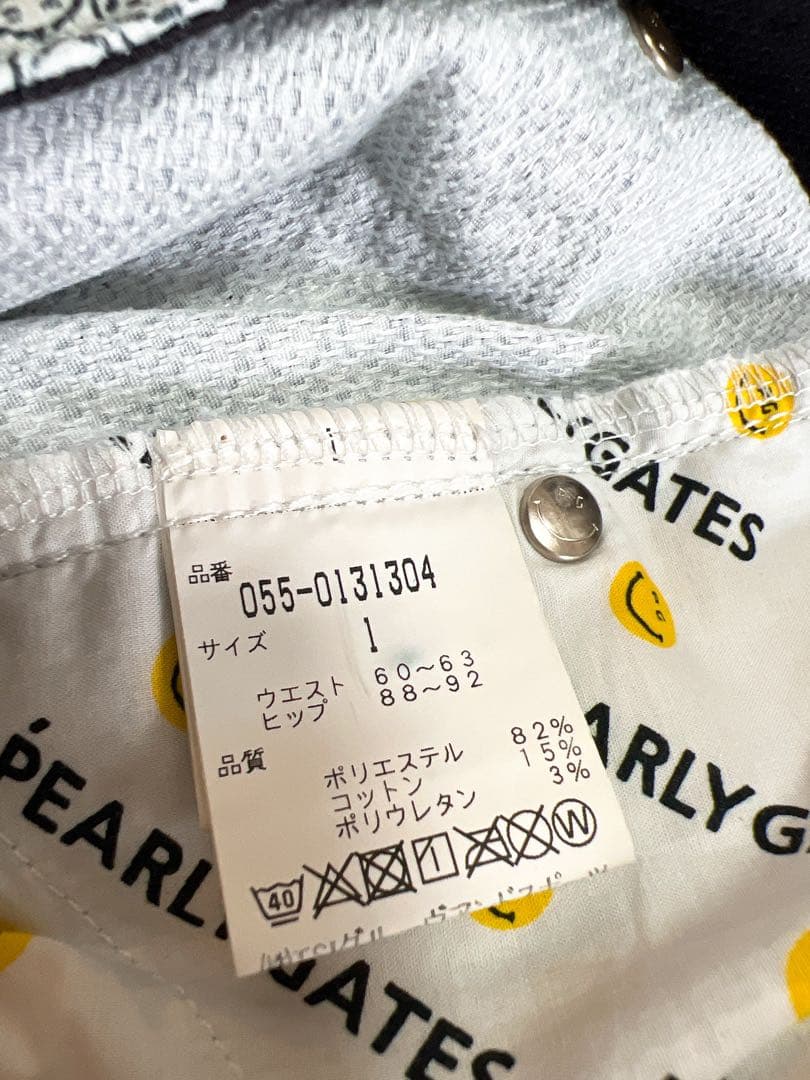 GATES
品番
055-0131304
サイズ 1
ウエスト 60～63
ヒップ 88～92
品質
ポリエステル 82%
コットン 15%
ポリウレタン 3%
40
W
PEARLY GATES
ARLY G